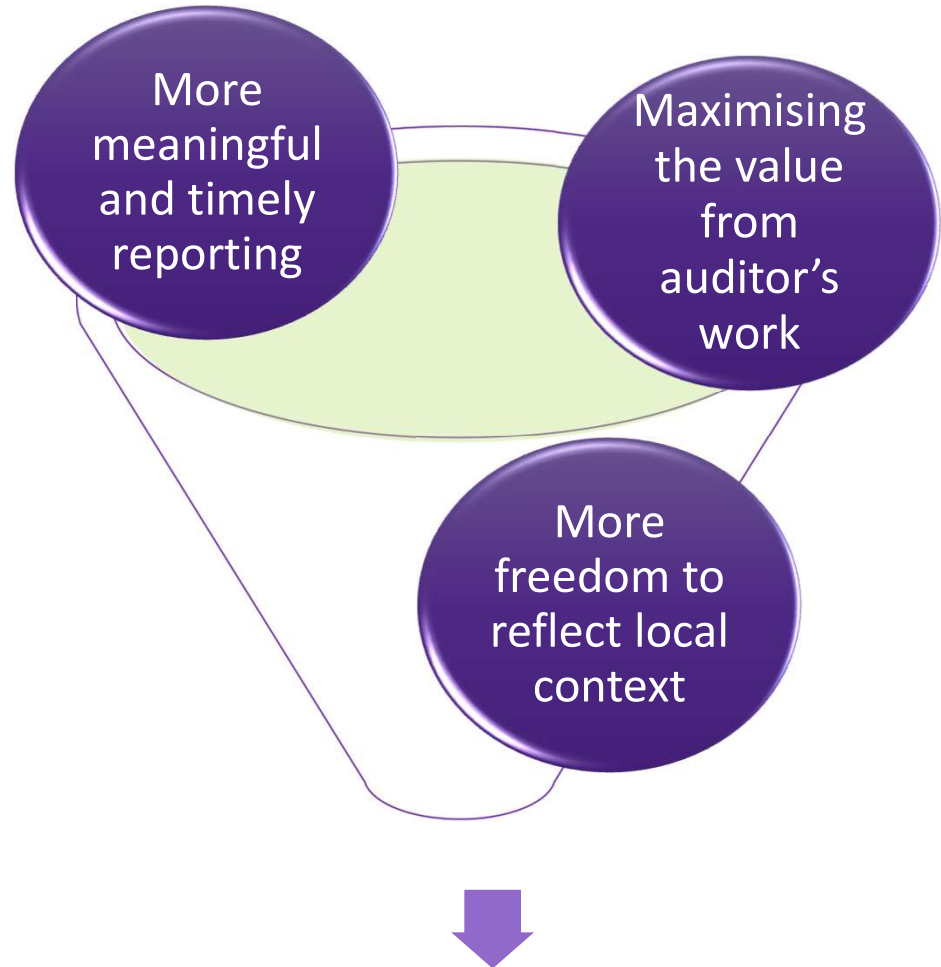 More
meaningful
and timely
reporting
Maximising
the value
from
auditor’s
work
More
freedom to
reflect local
context